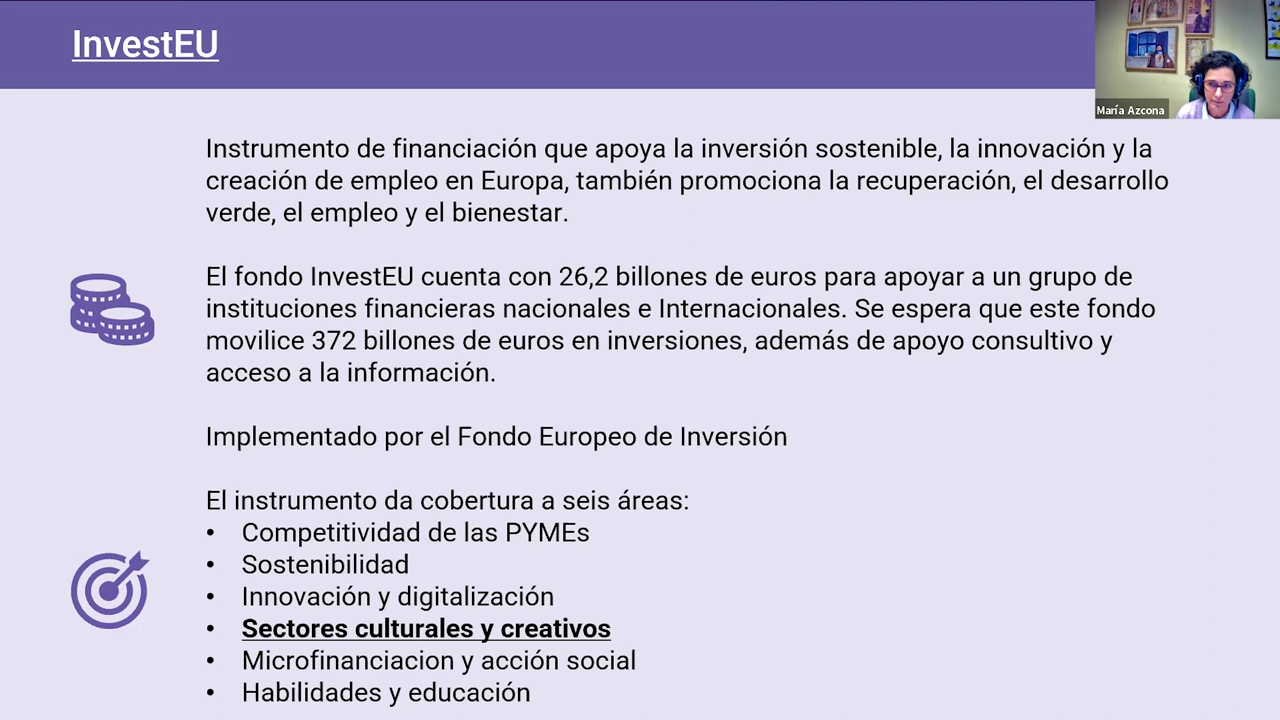 InvestEU
María Azcona
Instrumento de financiación que apoya la inversión sostenible, la innovación y la
creación de empleo en Europa, también promociona la recuperación, el desarrollo
verde, el empleo y el bienestar.
El fondo InvestEU cuenta con 26,2 billones de euros para apoyar a un grupo de
instituciones financieras nacionales e Internacionales. Se espera que este fondo
movilice 372 billones de euros en inversiones, además de apoyo consultivo y
acceso a la información.
Implementado por el Fondo Europeo de Inversión
El instrumento da cobertura a seis áreas:
• Competitividad de las PYMEs
• Sostenibilidad
• Innovación y digitalización
• Sectores culturales y creativos
• Microfinanciacion y acción social
• Habilidades y educación